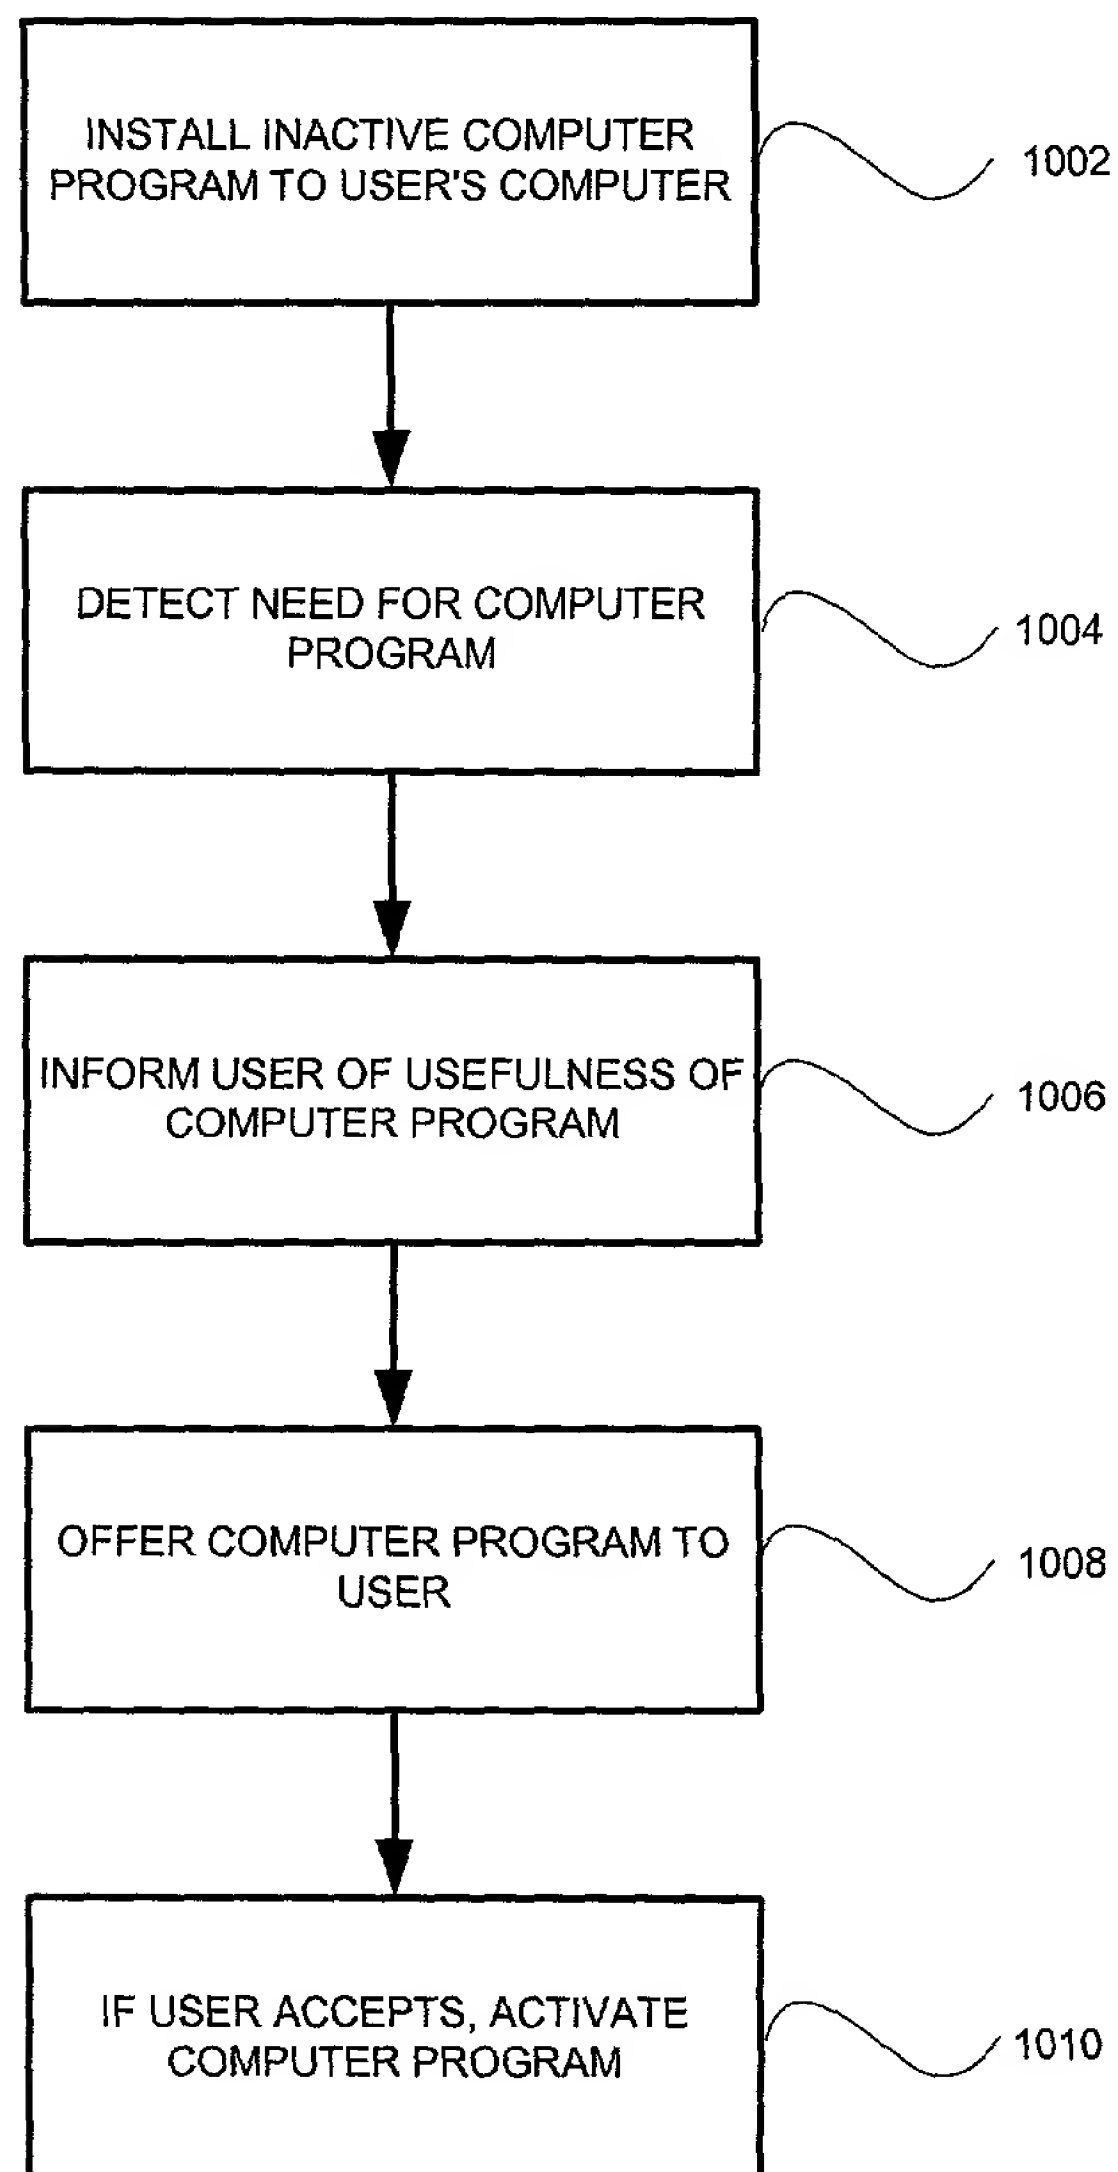 INSTALL INACTIVE COMPUTER
PROGRAM TO USER'S COMPUTER
1002
DETECT NEED FOR COMPUTER
PROGRAM
1004
INFORM USER OF USEFULNESS OF
COMPUTER PROGRAM
1006
OFFER COMPUTER PROGRAM TO
USER
1008
IF USER ACCEPTS, ACTIVATE
COMPUTER PROGRAM
1010